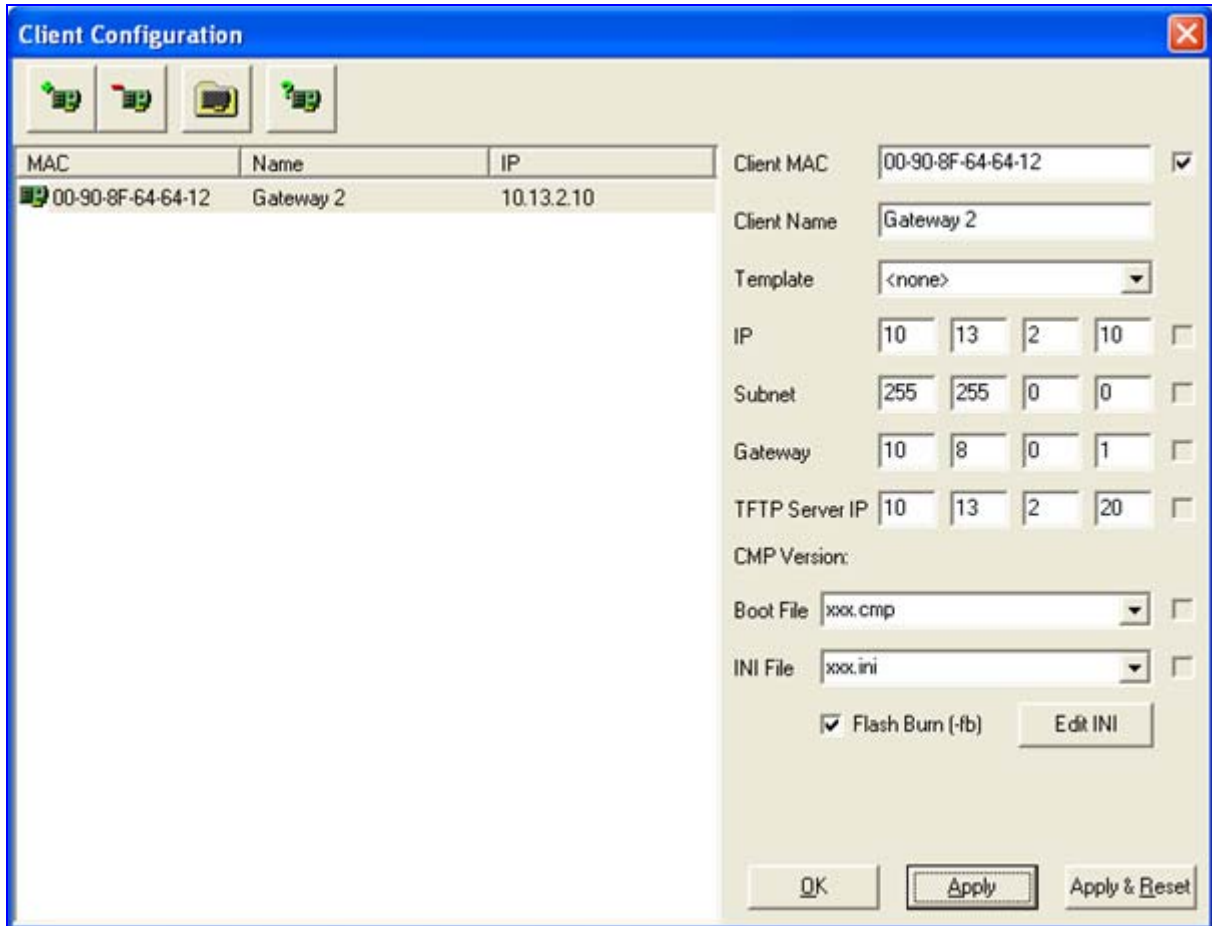 Client Configuration
MAC Name IP
00-90-8F-64-64-12 Gateway 2 10.13.2.10
Client MAC 00-90-8F-64-64-12
Client Name Gateway 2
Template <none>
IP 10 13 2 10
Subnet 255 255 0 0
Gateway 10 8 0 1
TFTP Server IP 10 13 2 20
CMP Version:
Boot File xxx.cmp
INI File xxx.ini
Flash Burn (-fb) Edit INI
OK Apply Apply & Reset